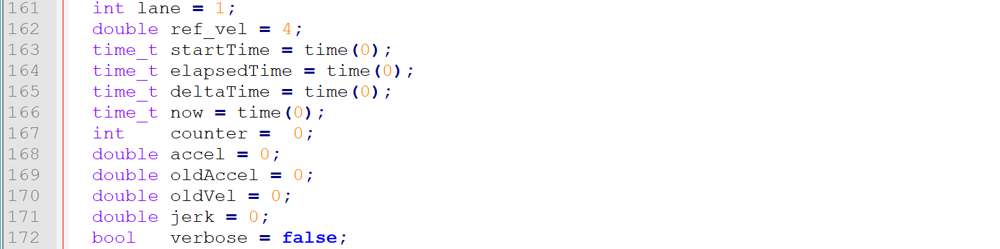 161 int lane = 1;
162 double ref_vel = 4;
163 time_t startTime = time(0);
164 time_t elapsedTime = time(0);
165 time_t deltaTime = time(0);
166 time_t now = time(0);
167 int    counter =  0;
168 double accel = 0;
169 double oldAccel = 0;
170 double oldVel = 0;
171 double jerk = 0;
172 bool   verbose = false;